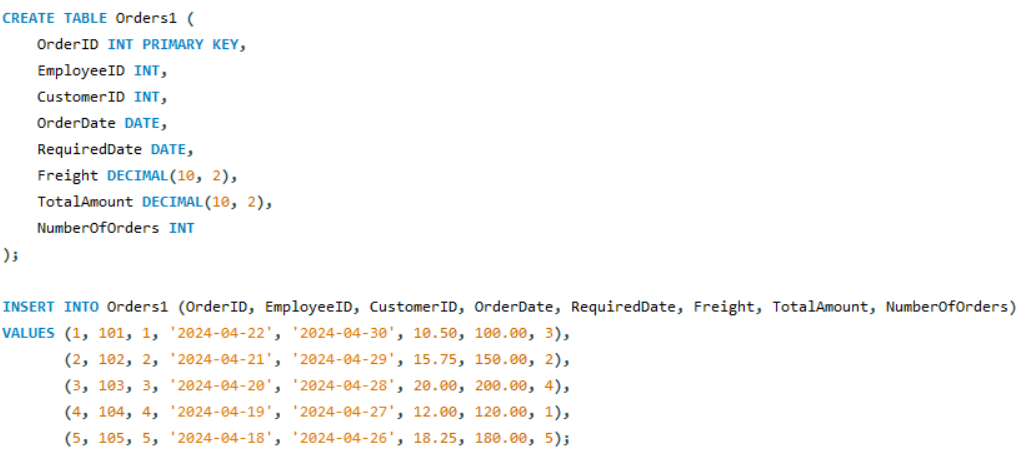 CREATE TABLE Orders1 (
    OrderID INT PRIMARY KEY,
    EmployeeID INT,
    CustomerID INT,
    OrderDate DATE,
    RequiredDate DATE,
    Freight DECIMAL(10, 2),
    TotalAmount DECIMAL(10, 2),
    NumberOfOrders INT
);
INSERT INTO Orders1 (OrderID, EmployeeID, CustomerID, OrderDate, RequiredDate, Freight, TotalAmount, NumberOfOrders)
VALUES (1, 101, 1, '2024-04-22', '2024-04-30', 10.50, 100.00, 3),
       (2, 102, 2, '2024-04-21', '2024-04-29', 15.75, 150.00, 2),
       (3, 103, 3, '2024-04-20', '2024-04-28', 20.00, 200.00, 4),
       (4, 104, 4, '2024-04-19', '2024-04-27', 12.00, 120.00, 1),
       (5, 105, 5, '2024-04-18', '2024-04-26', 18.25, 180.00, 5);